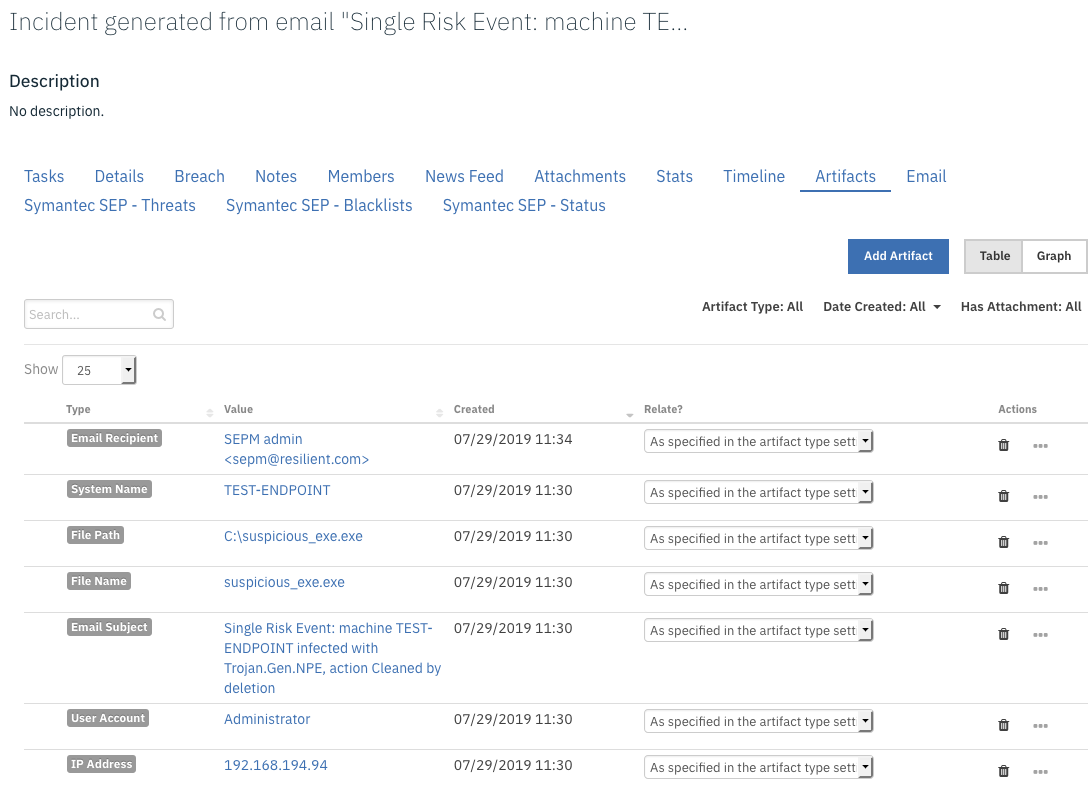 Incident generated from email "Single Risk Event: machine TE...
Description
No description.
Tasks Details Breach Notes Members News Feed Attachments Stats Timeline Artifacts Email
Symantec SEP - Threats Symantec SEP - Blacklists Symantec SEP - Status
Add Artifact Table Graph
Search... Artifact Type: All Date Created: All Has Attachment: All
Show 25
Type Value Created Relate? Actions
Email Recipient SEPM admin 07/29/2019 11:34 As specified in the artifact type sett
<sepm@resilient.com>
System Name TEST-ENDPOINT 07/29/2019 11:30 As specified in the artifact type sett
File Path C:\suspicious_exe.exe 07/29/2019 11:30 As specified in the artifact type sett
File Name suspicious_exe.exe 07/29/2019 11:30 As specified in the artifact type sett
Email Subject Single Risk Event: machine TEST- 07/29/2019 11:30 As specified in the artifact type sett
ENDPOINT infected with
Trojan.Gen.NPE, action Cleaned by
deletion
User Account Administrator 07/29/2019 11:30 As specified in the artifact type sett
IP Address 192.168.194.94 07/29/2019 11:30 As specified in the artifact type sett